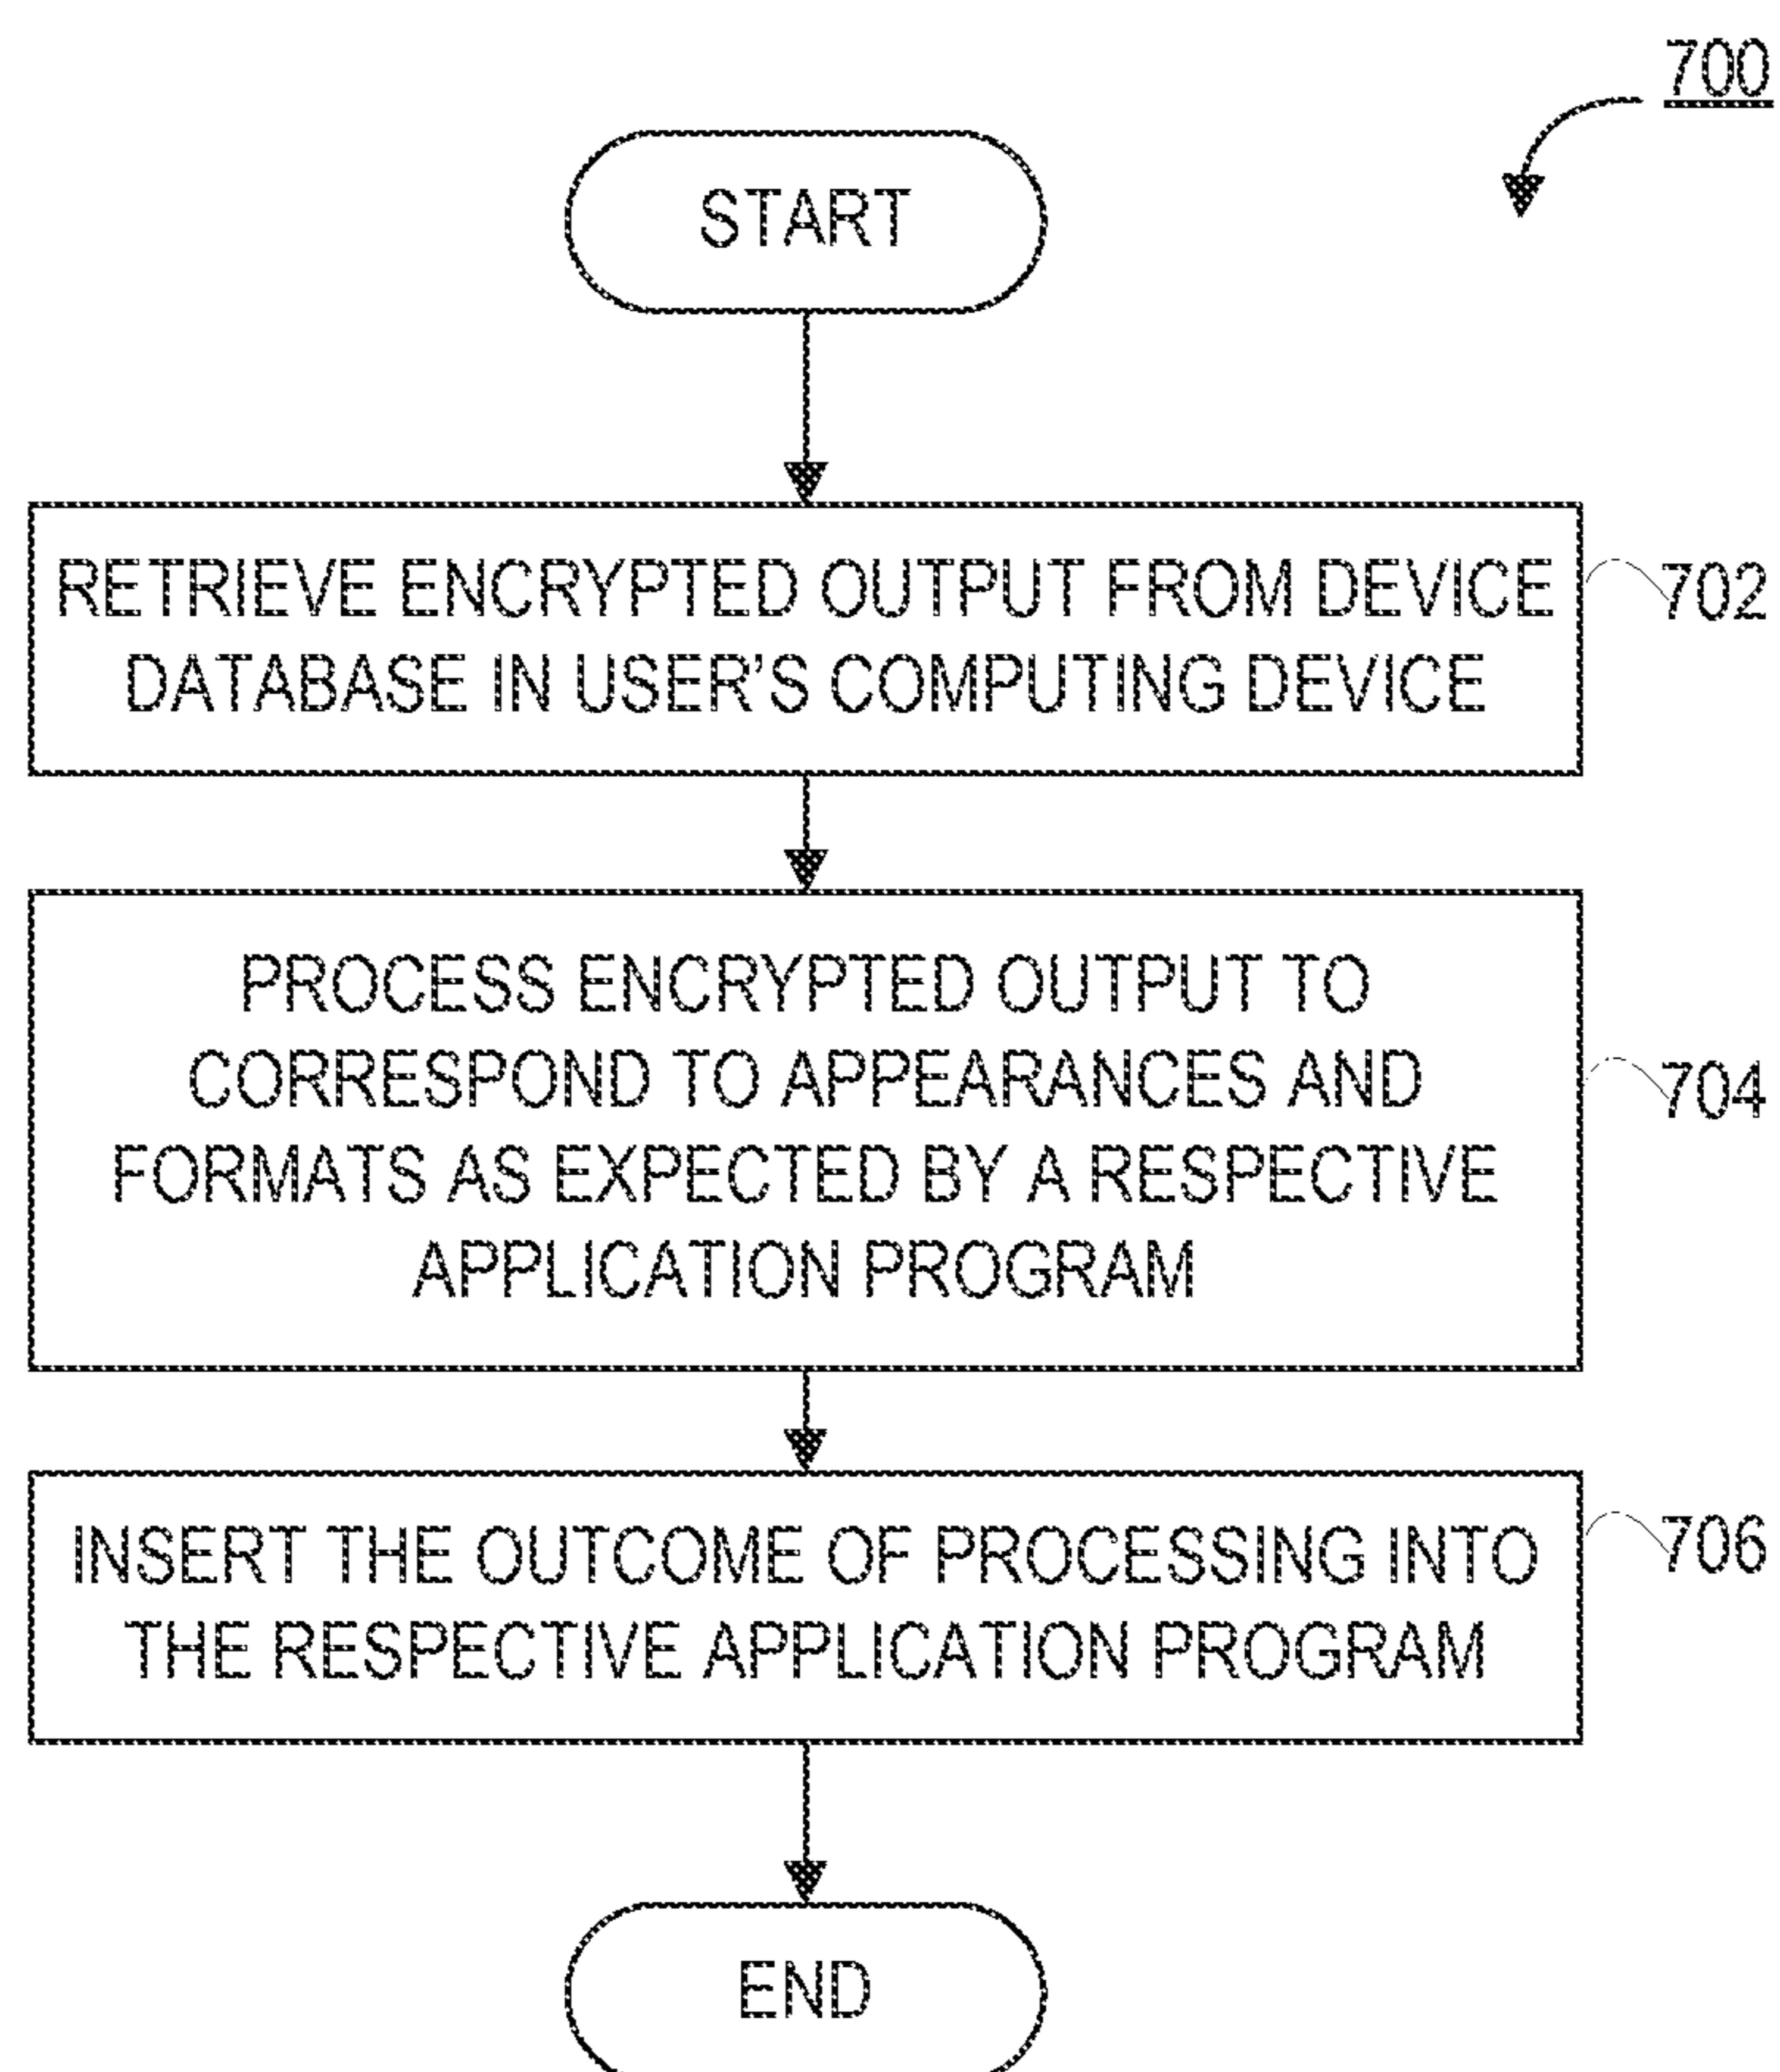 700
START
RETRIEVE ENCRYPTED OUTPUT FROM DEVICE
DATABASE IN USER'S COMPUTING DEVICE
702
PROCESS ENCRYPTED OUTPUT TO
CORRESPOND TO APPEARANCES AND
FORMATS AS EXPECTED BY A RESPECTIVE
APPLICATION PROGRAM
704
INSERT THE OUTCOME OF PROCESSING INTO
THE RESPECTIVE APPLICATION PROGRAM
706
END